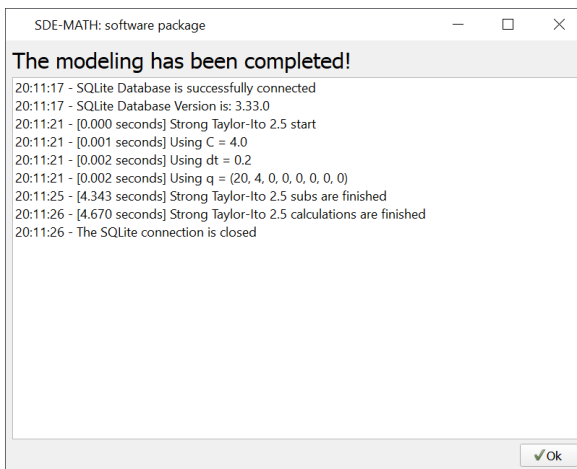 SDE-MATH: software package
The modeling has been completed!
20:11:17 - SQLite Database is successfully connected
20:11:17 - SQLite Database Version is: 3.33.0
20:11:21 - [0.000 seconds] Strong Taylor-Ito 2.5 start
20:11:21 - [0.001 seconds] Using C = 4.0
20:11:21 - [0.002 seconds] Using dt = 0.2
20:11:21 - [0.002 seconds] Using q = (20, 4, 0, 0, 0, 0, 0, 0)
20:11:25 - [4.343 seconds] Strong Taylor-Ito 2.5 subs are finished
20:11:26 - [4.670 seconds] Strong Taylor-Ito 2.5 calculations are finished
20:11:26 - The SQLite connection is closed
Ok